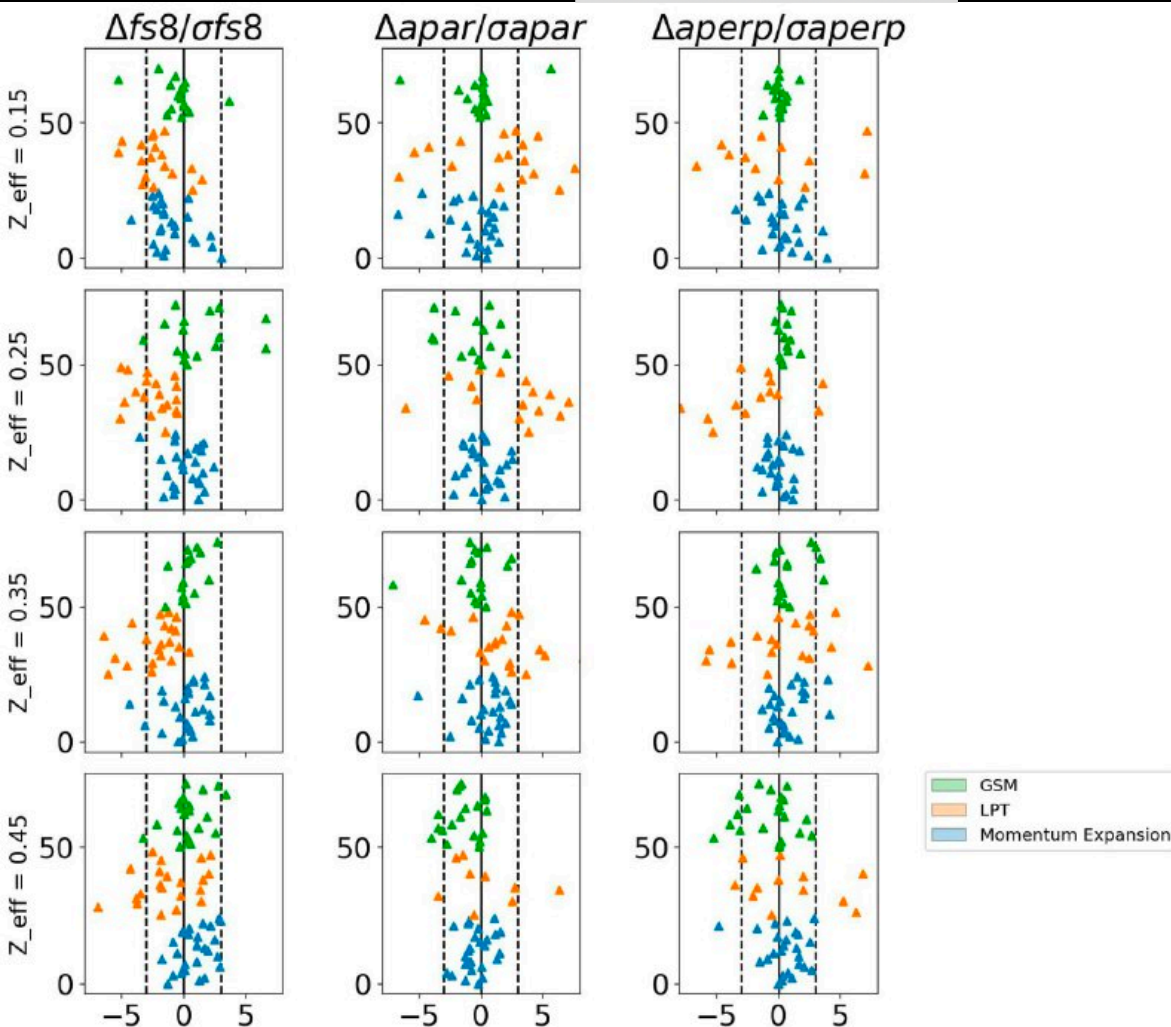 Δfs8/σfs8 Δapar/σapar Δaperp/σaperp
Z_eff = 0.15
50
0
Z_eff = 0.25
50
0
Z_eff = 0.35
50
0
Z_eff = 0.45
50
0
−5 0 5 −5 0 5 −5 0 5
GSM
LPT
Momentum Expansion